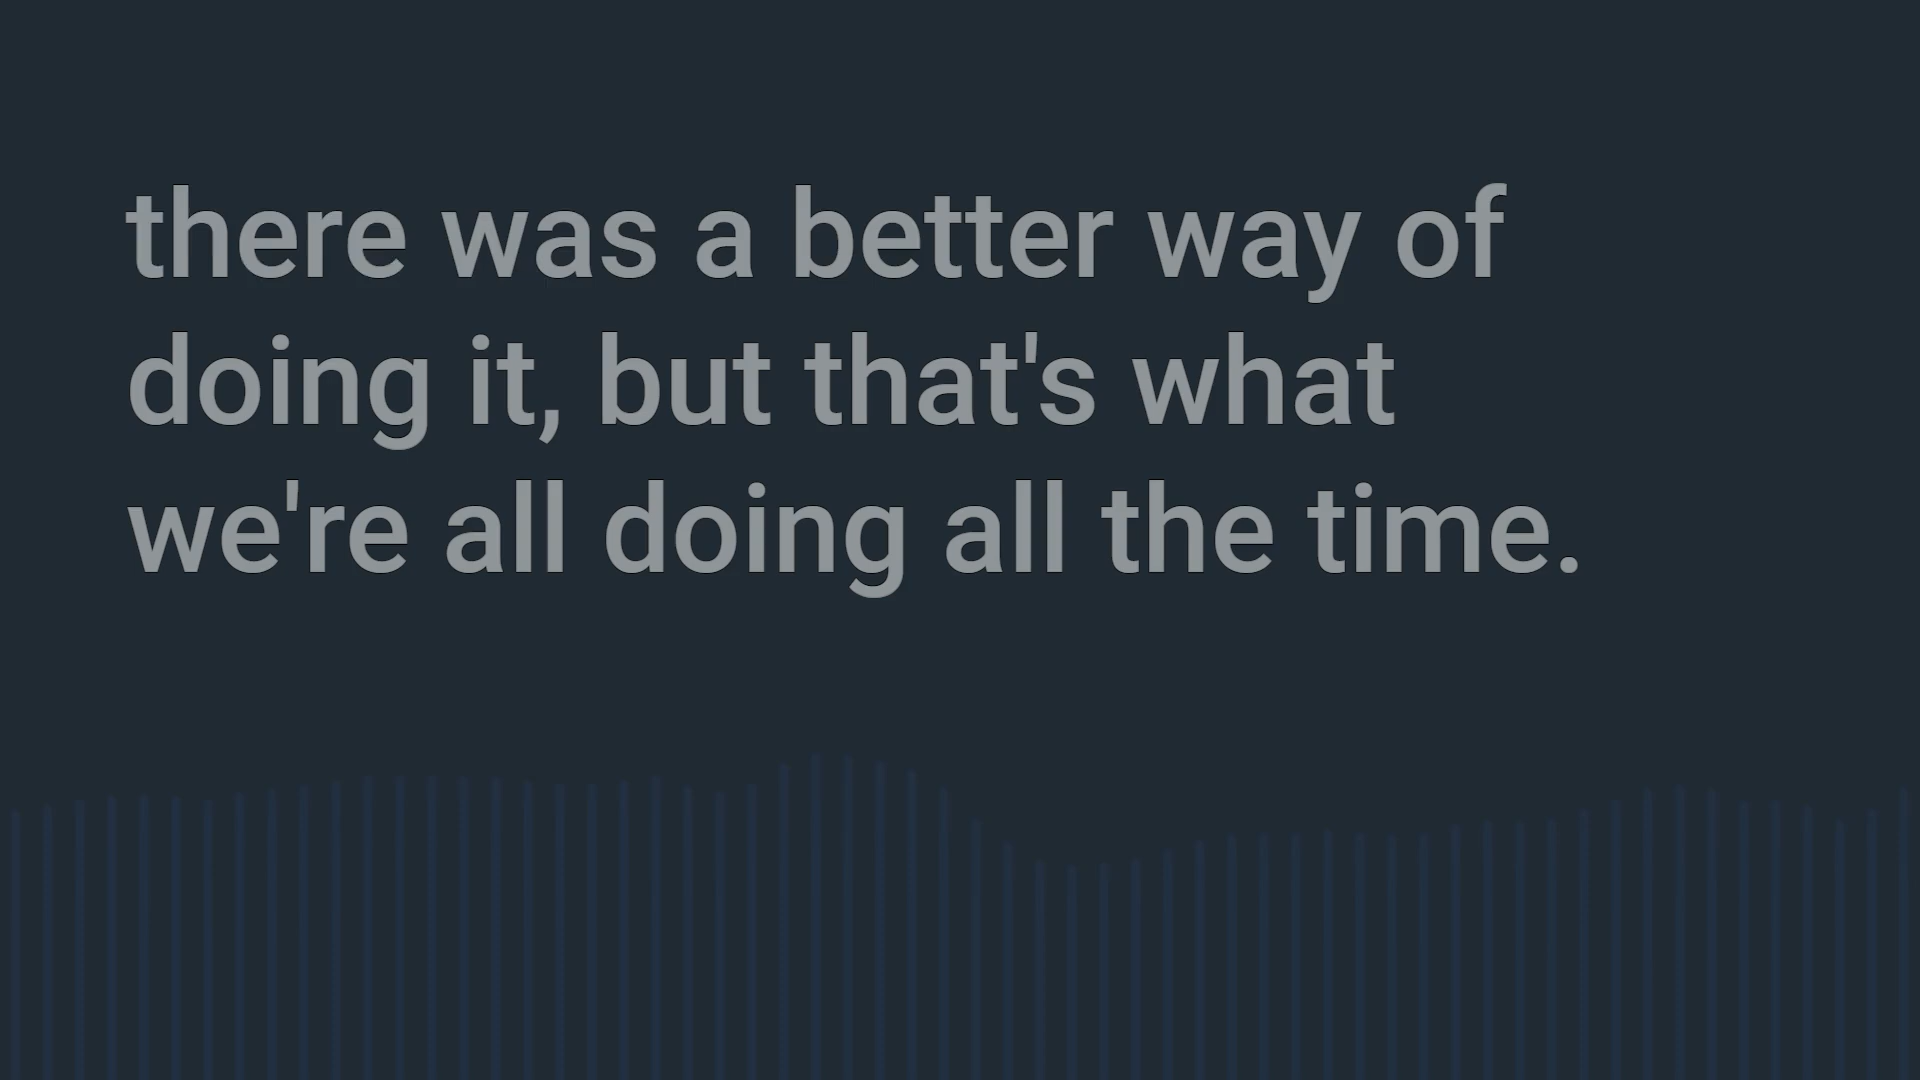 there was a better way of
doing it, but that's what
we're all doing all the time.